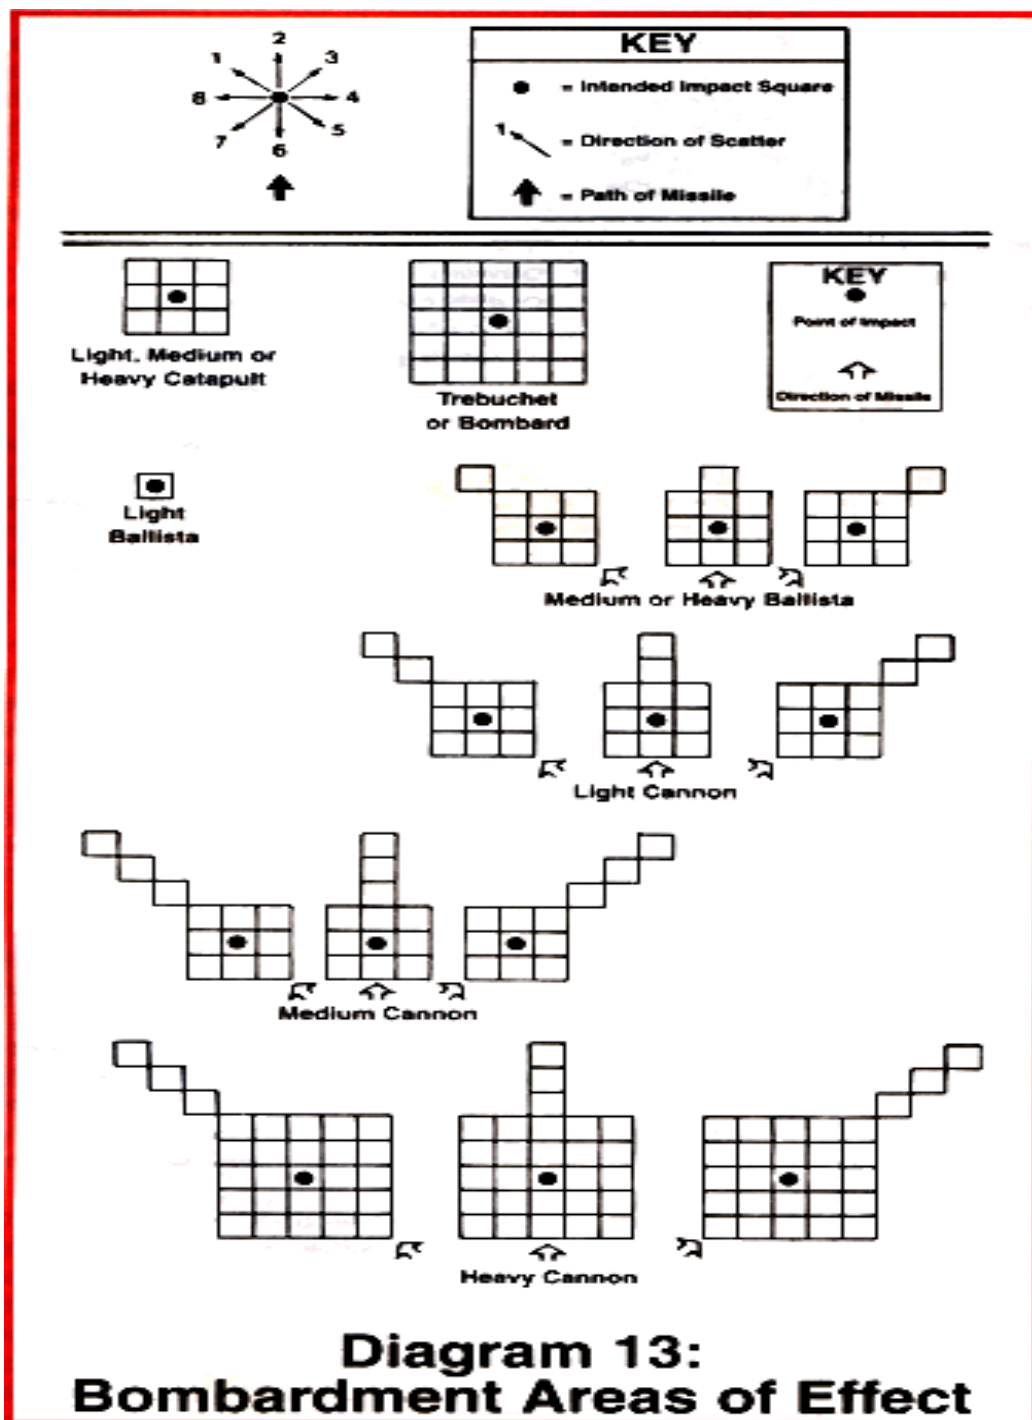 2
1
3
8
4
7
5
6
KEY
= Intended Impact Square
1
= Direction of Scatter
= Path of Missile
Light, Medium or
Heavy Catapult
Trebuchet
or Bombard
KEY
Point of Impact
Direction of Missile
Light
Ballista
Medium or Heavy Ballista
Light Cannon
Medium Cannon
Heavy Cannon
Diagram 13:
Bombardment Areas of Effect